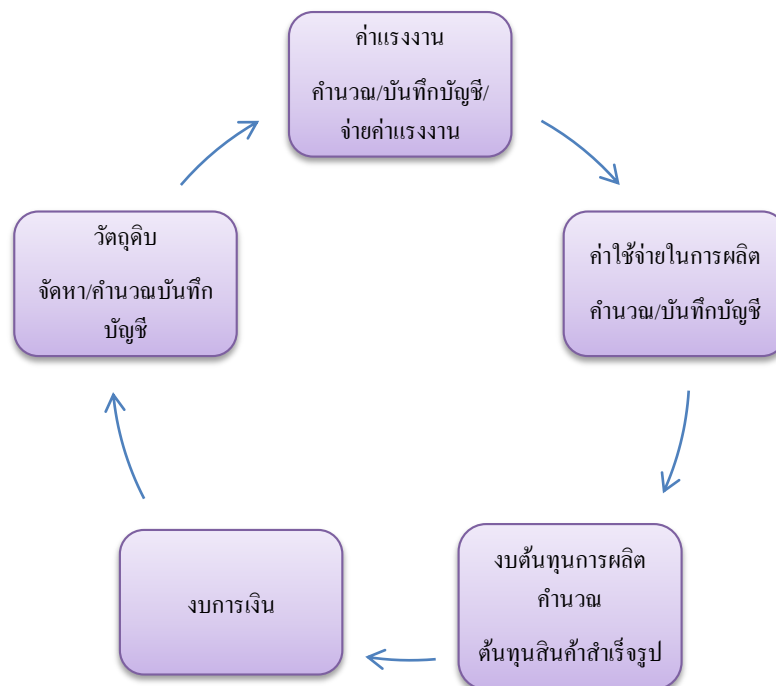 ค่าแรงงาน
คำนวณ/บันทึกบัญชี/
จ่ายค่าแรงงาน
ค่าใช้จ่ายในการผลิต
คำนวณ/บันทึกบัญชี
งบต้นทุนการผลิต
คำนวณ
ต้นทุนสินค้าสำเร็จรูป
งบการเงิน
วัตถุดิบ
จัดหา/คำนวณบันทึก
บัญชี